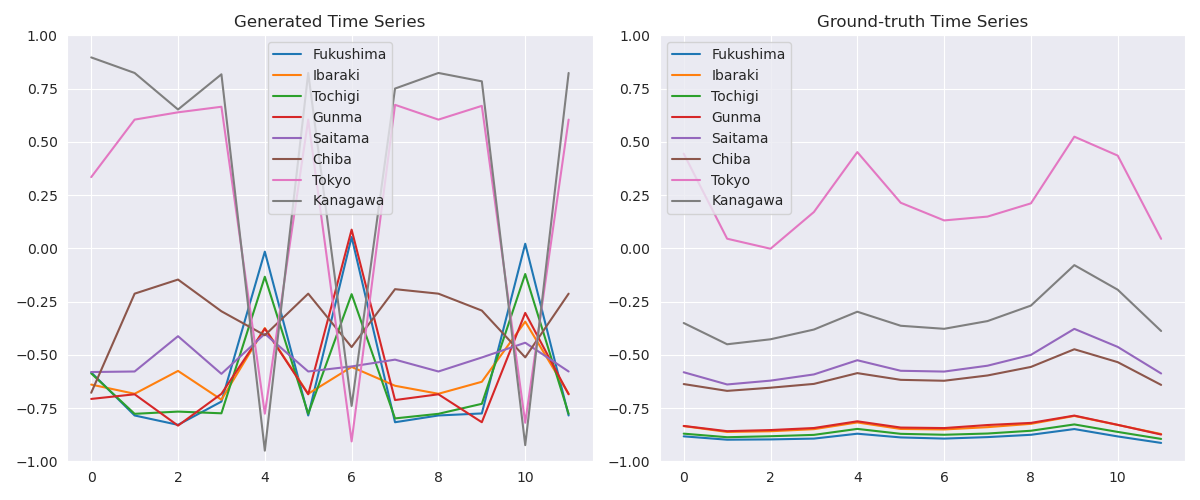 Generated Time Series
1.00
0.75
0.50
0.25
0.00
−0.25
−0.50
−0.75
−1.00
0 2 4 6 8 10
Fukushima
Ibaraki
Tochigi
Gunma
Saitama
Chiba
Tokyo
Kanagawa
Ground-truth Time Series
1.00
0.75
0.50
0.25
0.00
−0.25
−0.50
−0.75
−1.00
0 2 4 6 8 10
Fukushima
Ibaraki
Tochigi
Gunma
Saitama
Chiba
Tokyo
Kanagawa